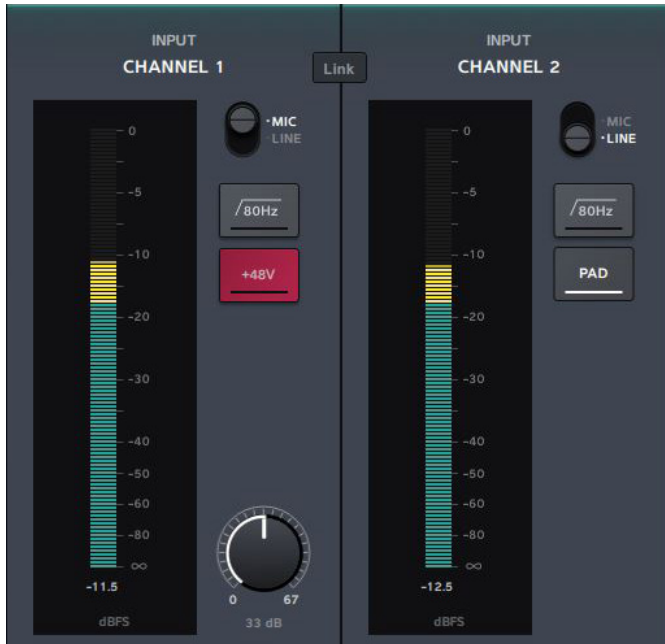 INPUT
CHANNEL 1
Link
INPUT
CHANNEL 2
0
-5
-10
-20
-30
-40
-50
-60
-80
∞
-11.5
dBFS
MIC
LINE
80Hz
+48V
0
67
33 dB
0
-5
-10
-20
-30
-40
-50
-60
-80
∞
-12.5
dBFS
MIC
LINE
80Hz
PAD